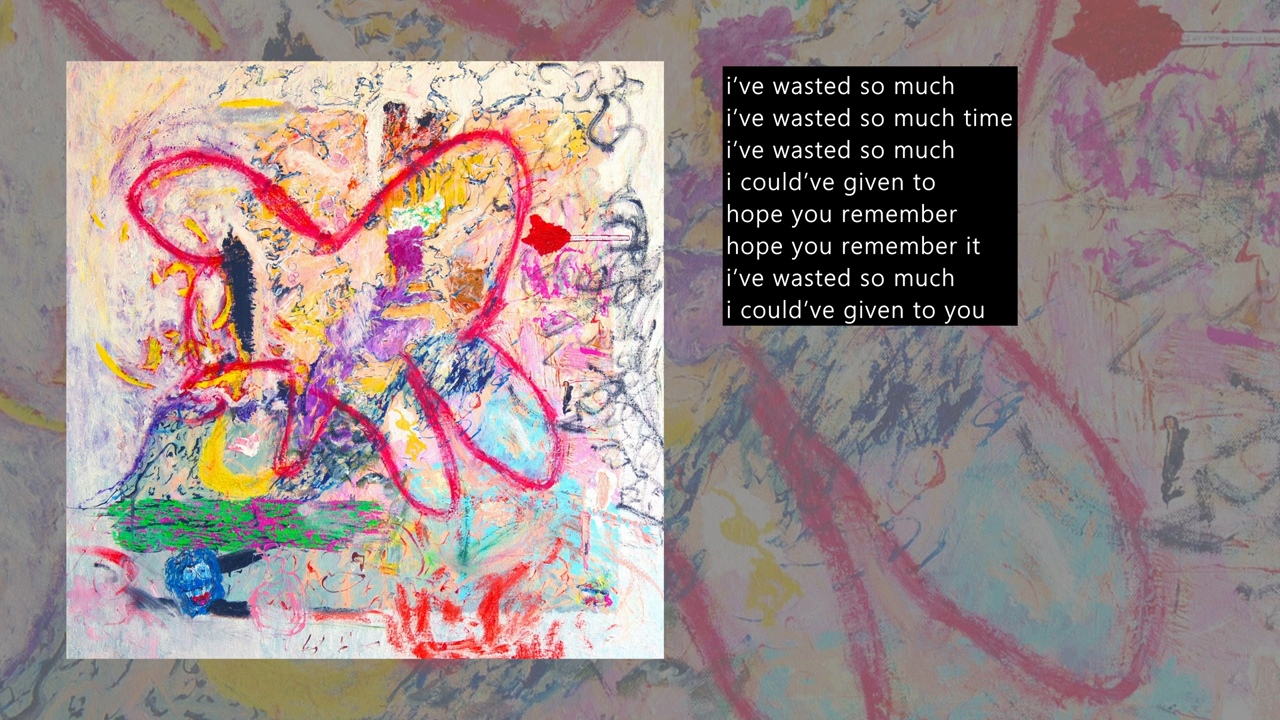 i've wasted so much
i've wasted so much time
i've wasted so much
i could've given to
hope you remember
hope you remember it
i've wasted so much
i could've given to you